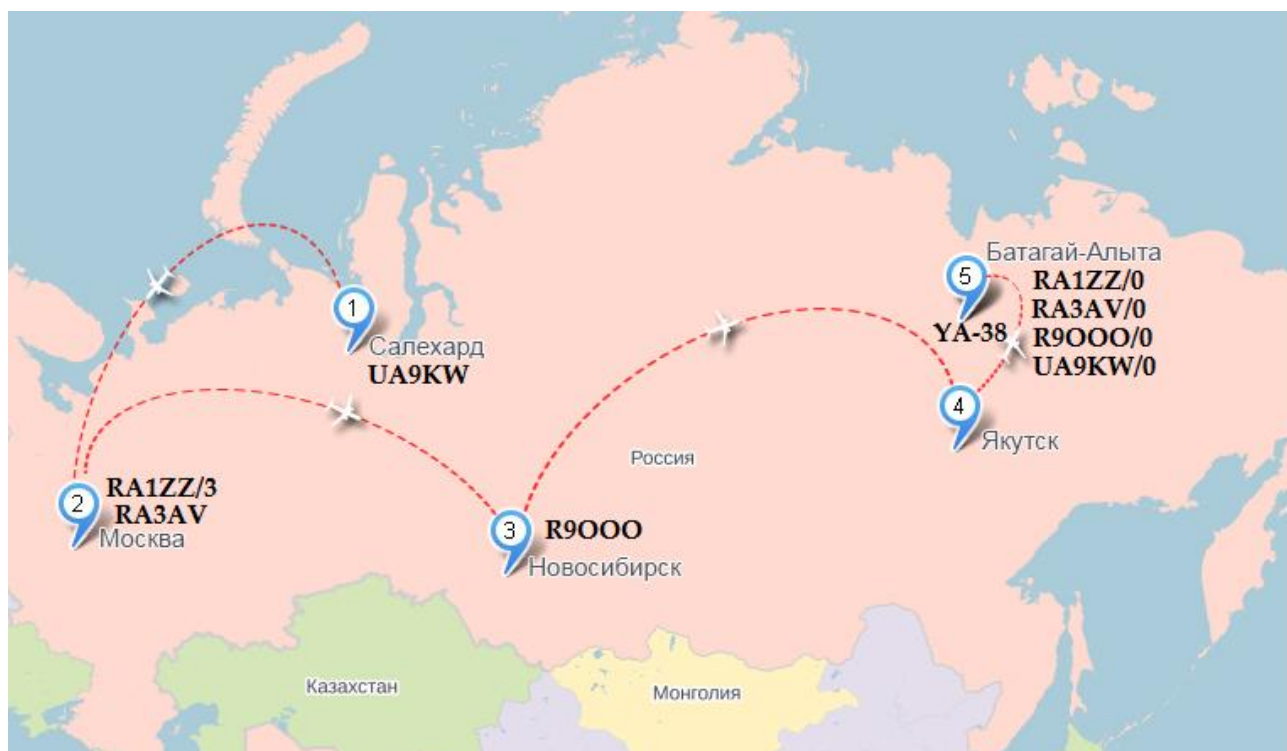 5
Батагай-Алыта
RA1ZZ/0
RA3AV/0
YA-38
R9OOO/0
UA9KW/0
1
Салехард
UA9KW
4
Якутск
Россия
2
RA1ZZ/3
RA3AV
Москва
3
R9OOO
Новосибирск
Казахстан
Монголия